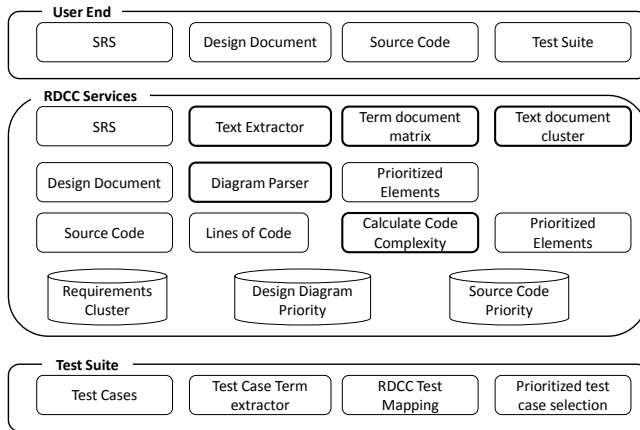 User End
SRS
Design Document
Source Code
Test Suite
RDCC Services
SRS
Text Extractor
Term document
matrix
Text document
cluster
Design Document
Diagram Parser
Prioritized
Elements
Source Code
Lines of Code
Calculate Code
Complexity
Prioritized
Elements
Requirements
Cluster
Design Diagram
Priority
Source Code
Priority
Test Suite
Test Cases
Test Case Term
extractor
RDCC Test
Mapping
Prioritized test
case selection